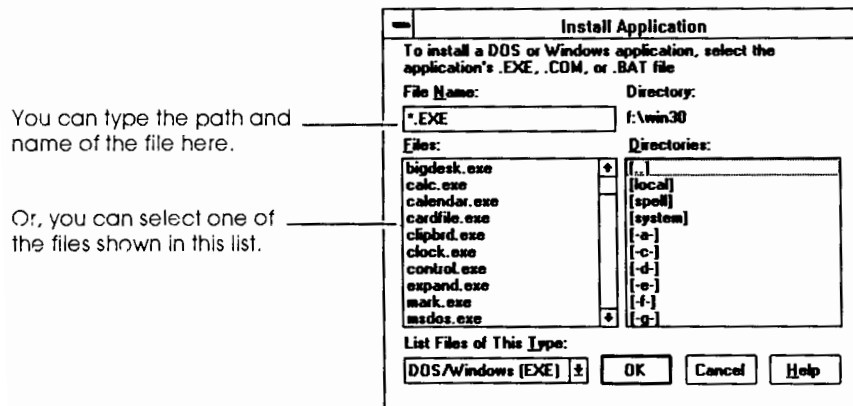 Install Application
To install a DOS or Windows application, select the
application's .EXE, .COM, or .BAT file
File Name:
Directory:
You can type the path and
name of the file here.
*.EXE
f:\win30
Files:
Directories:
Or, you can select one of
the files shown in this list.
bigdesk.exe
calc.exe
calendar.exe
cardfile.exe
clipbrd.exe
clock.exe
control.exe
expand.exe
mark.exe
msdos.exe
[..]
[local]
[spell]
[system]
[-a-]
[-c-]
[-d-]
[-e-]
[-f-]
[-g-]
List Files of This Type:
DOS/Windows (EXE)
OK
Cancel
Help